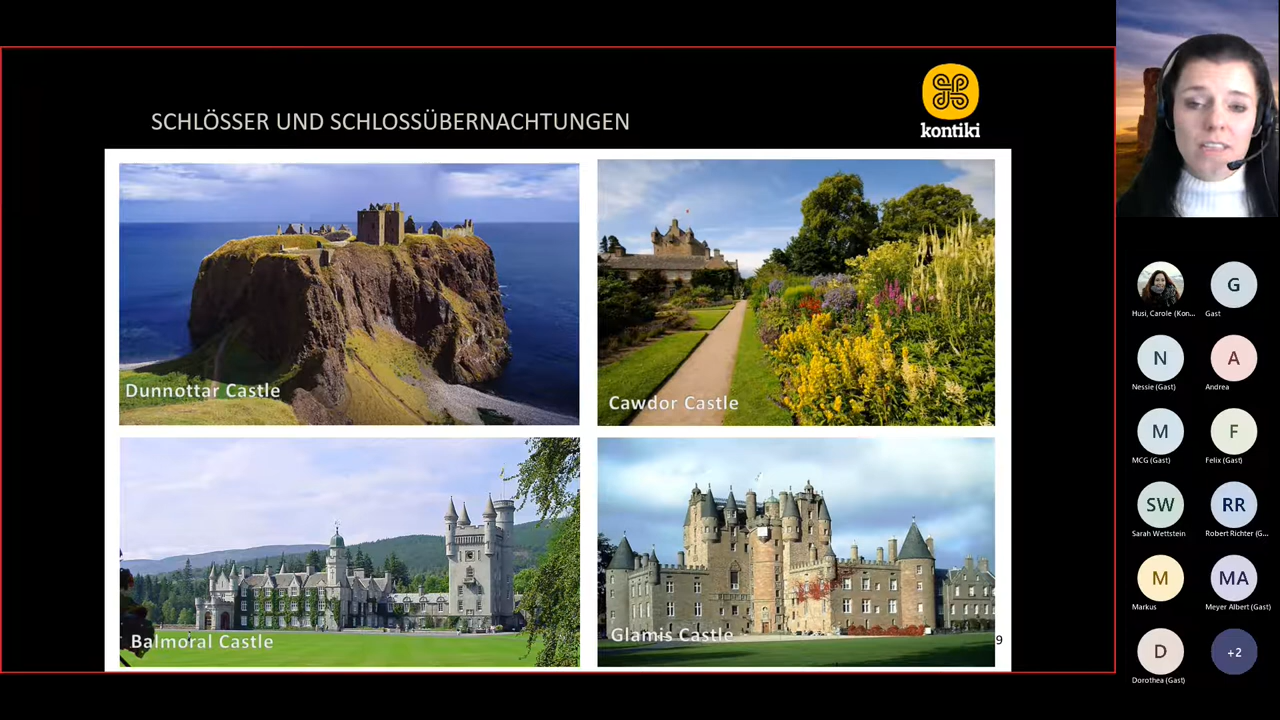 SCHLÖSSER UND SCHLOSSÜBERNACHTUNGEN
kontiki
Dunnottar Castle
Cawdor Castle
Balmoral Castle
Glamis Castle
9
Husi, Carole (Kon...
G
Gast
N
Nessie (Gast)
A
Andrea
M
MCG (Gast)
F
Felix (Gast)
SW
Sarah Wettstein
RR
Robert Richter (G...
M
Markus
MA
Meyer Albert (Gast)
D
Dorothea (Gast)
+2